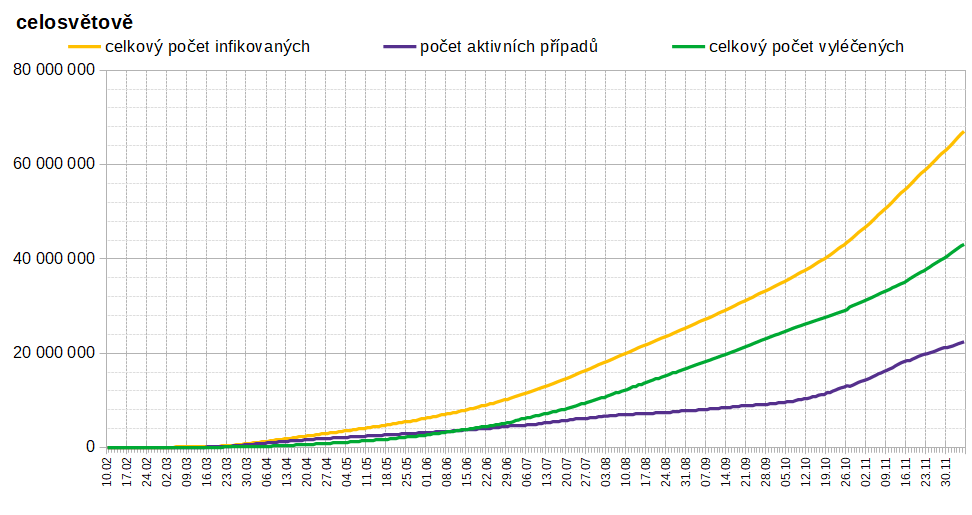 celosvětově
celkový počet infikovaných počet aktivních případů celkový počet vyléčených
80 000 000
60 000 000
40 000 000
20 000 000
0
10.02 17.02 24.02 02.03 09.03 16.03 23.03 30.03 06.04 13.04 20.04 27.04 04.05 11.05 18.05 25.05 01.06 08.06 15.06 22.06 29.06 06.07 13.07 20.07 27.07 03.08 10.08 17.08 24.08 31.08 07.09 14.09 21.09 28.09 05.10 12.10 19.10 26.10 02.11 09.11 16.11 23.11 30.11